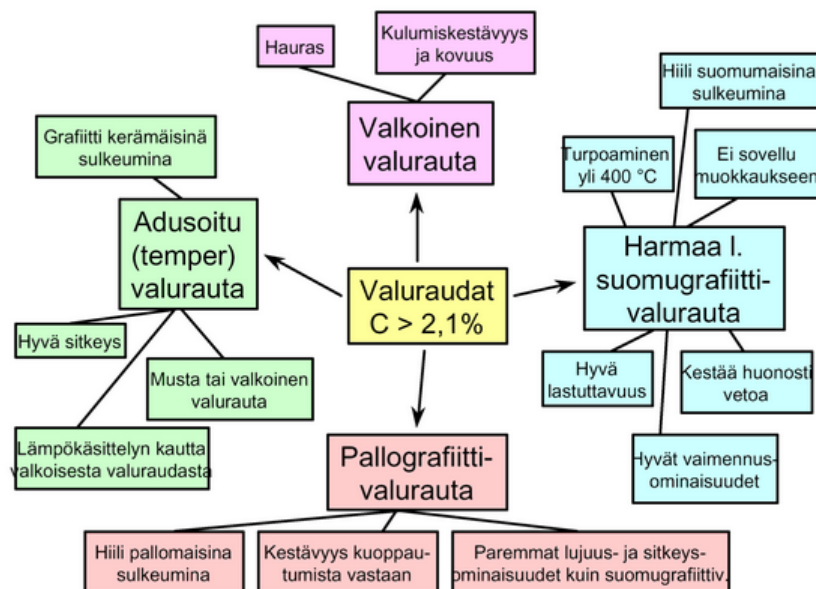 Hauras
Kulumiskestävyys
ja kovuus
Valkoinen
valurauta
Hiili suomumaisina
sulkeumina
Turpoaminen
yli 400 °C
Ei sovellu
muokkaukseen
Harmaa l.
suomugrafiitti-
valurauta
Hyvä
lastuttavuus
Kestää huonosti
vetoa
Hyvät vaimennus-
ominaisuudet
Grafiitti kerämäisinä
sulkeumina
Adusoitu
(temper)
valurauta
Hyvä sitkeys
Musta tai valkoinen
valurauta
Lämpökäsittelyn kautta
valkoisesta valuraudasta
Valuraudat
C > 2,1%
Pallografiitti-
valurauta
Hiili pallomaisina
sulkeumina
Kestävyys kuoppau-
tumista vastaan
Paremmat lujuus- ja sitkeys-
ominaisuudet kuin suomugrafiittiv.